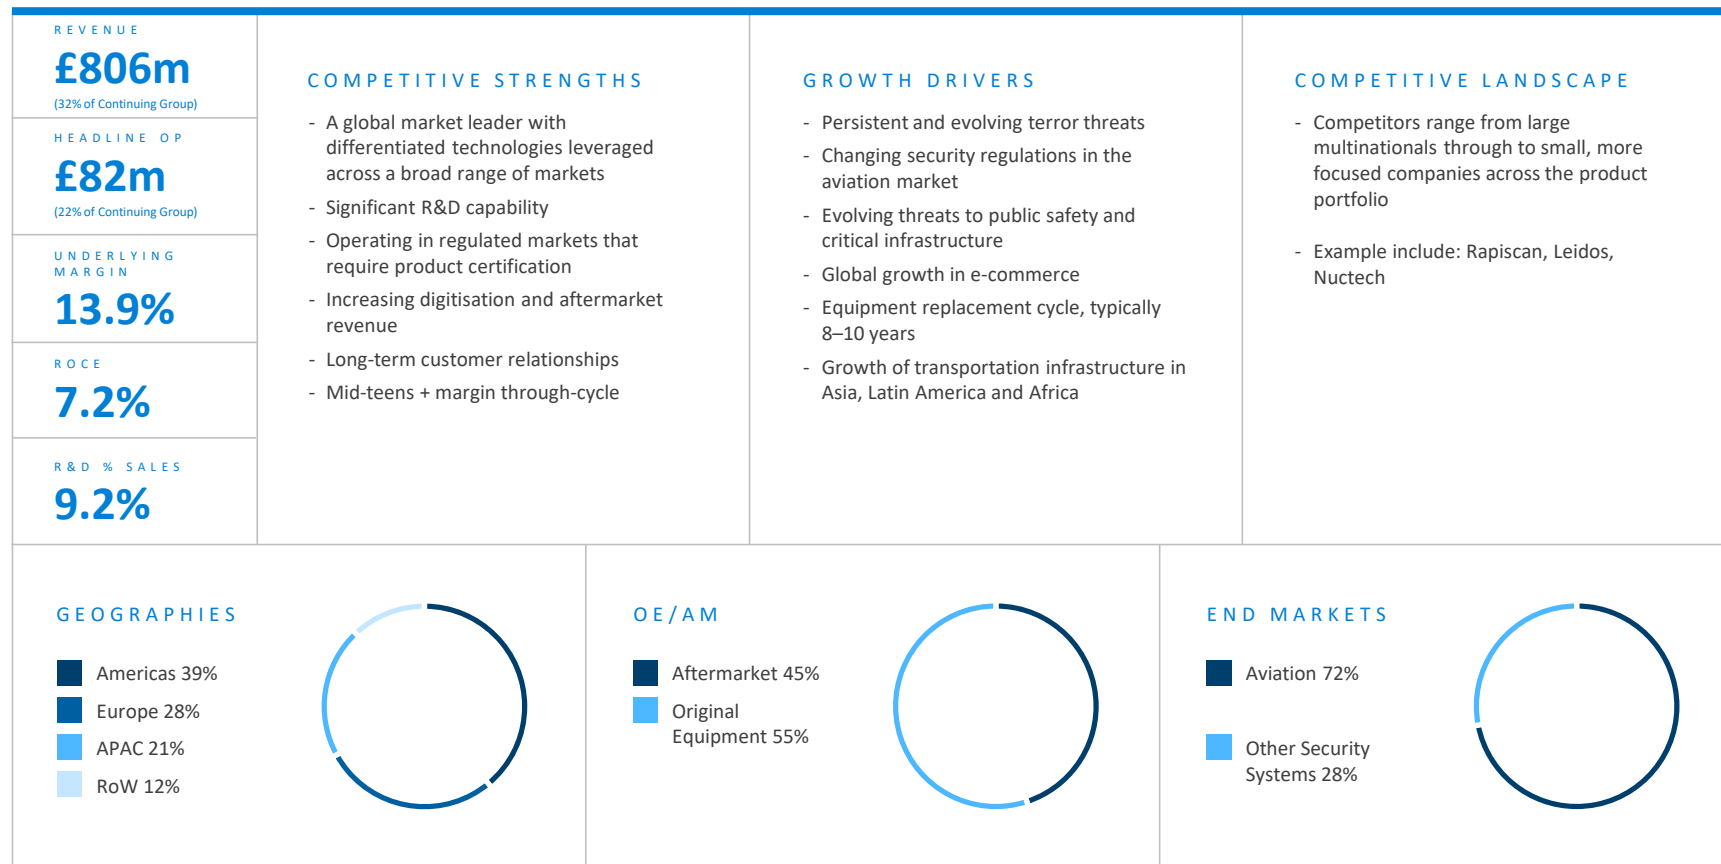 REVENUE
£806m
(32% of Continuing Group)
HEADLINE OP
£82m
(22% of Continuing Group)
UNDERLYING
MARGIN
13.9%
ROCE
7.2%
R&D % SALES
9.2%
COMPETITIVE STRENGTHS
- A global market leader with
differentiated technologies leveraged
across a broad range of markets
- Significant R&D capability
- Operating in regulated markets that
require product certification
- Increasing digitisation and aftermarket
revenue
- Long-term customer relationships
- Mid-teens + margin through-cycle
GROWTH DRIVERS
- Persistent and evolving terror threats
- Changing security regulations in the
aviation market
- Evolving threats to public safety and
critical infrastructure
- Global growth in e-commerce
- Equipment replacement cycle, typically
8–10 years
- Growth of transportation infrastructure in
Asia, Latin America and Africa
COMPETITIVE LANDSCAPE
- Competitors range from large
multinationals through to small, more
focused companies across the product
portfolio
- Example include: Rapiscan, Leidos,
Nuctech
GEOGRAPHIES
Americas 39%
Europe 28%
APAC 21%
RoW 12%
OE/AM
Aftermarket 45%
Original
Equipment 55%
END MARKETS
Aviation 72%
Other Security
Systems 28%